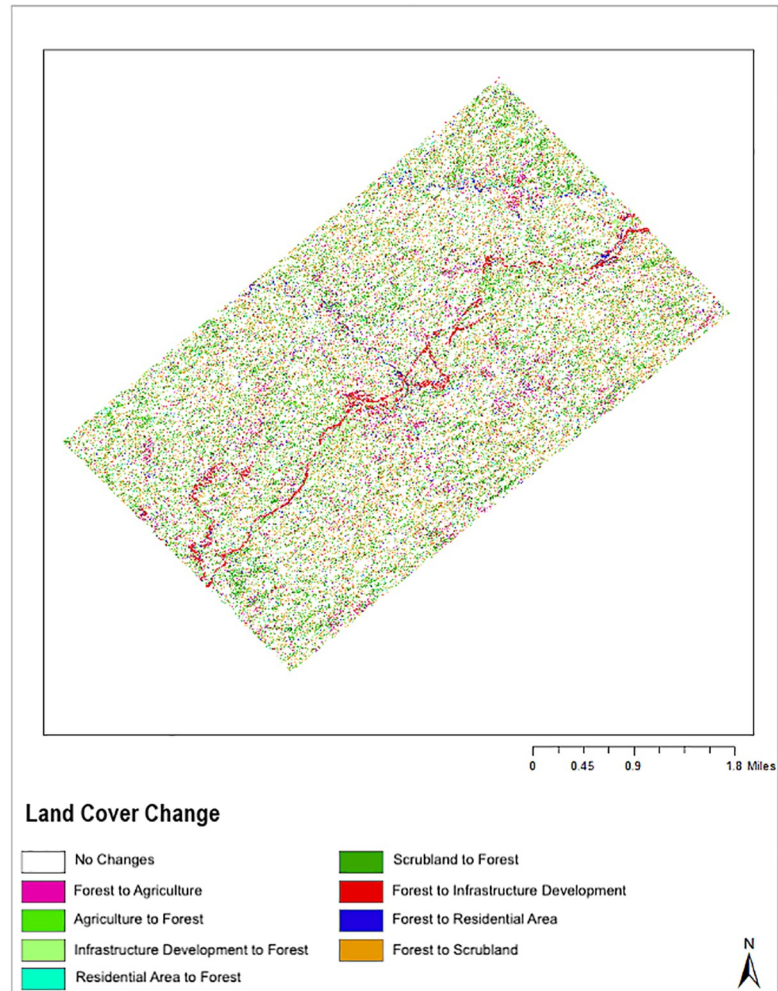 0 0.45 0.9 1.8 Miles
Land Cover Change
No Changes
Forest to Agriculture
Agriculture to Forest
Infrastructure Development to Forest
Residential Area to Forest
Scrubland to Forest
Forest to Infrastructure Development
Forest to Residential Area
Forest to Scrubland
N